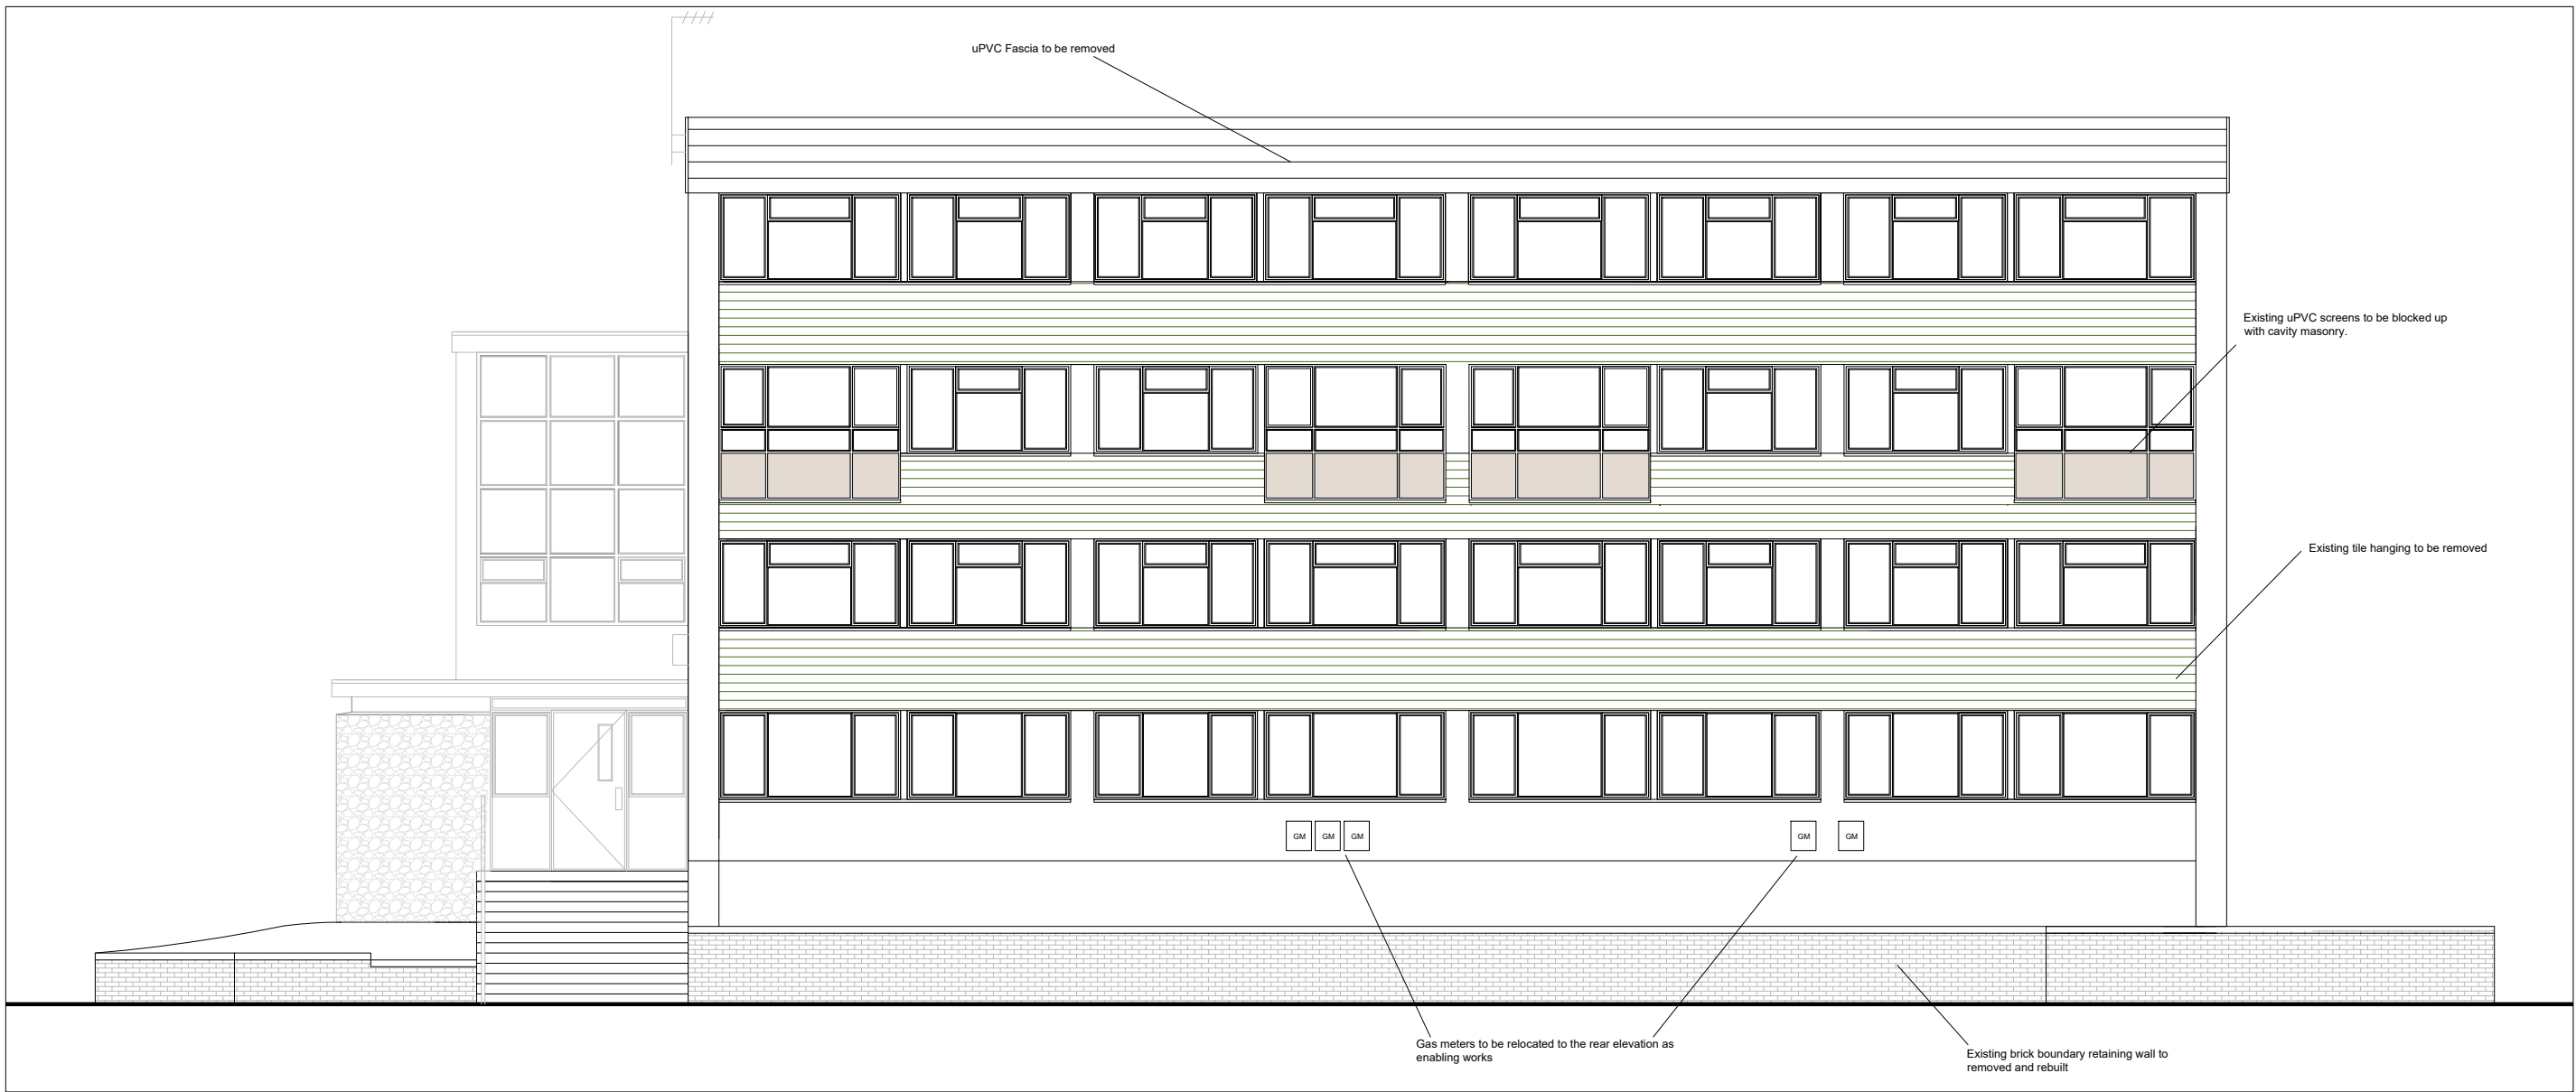 uPVC Fascia to be removed
Existing uPVC screens to be blocked up
with cavity masonry.
Existing tile hanging to be removed
GM GM GM GM GM
Gas meters to be relocated to the rear elevation as
enabling works
Existing brick boundary retaining wall to
removed and rebuilt